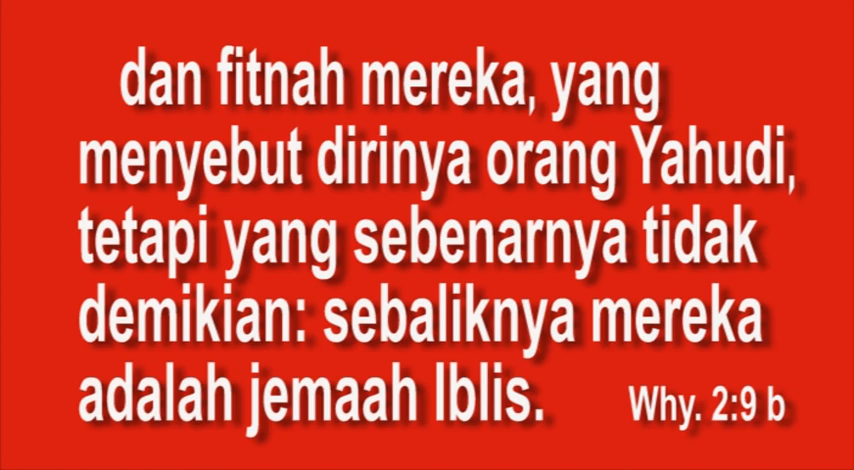 dan fitnah mereka, yang
menyebut dirinya orang Yahudi,
tetapi yang sebenarnya tidak
demikian: sebaliknya mereka
adalah jemaah Iblis. Why. 2:9 b